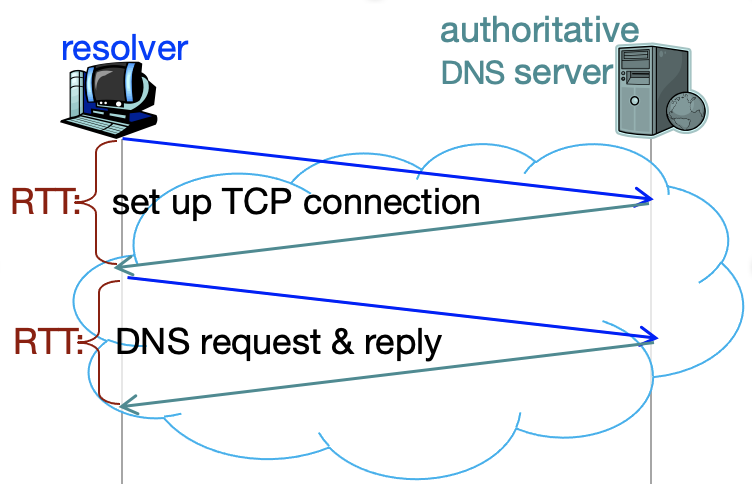 resolver
authoritative
DNS server
RTT: set up TCP connection
RTT: DNS request & reply